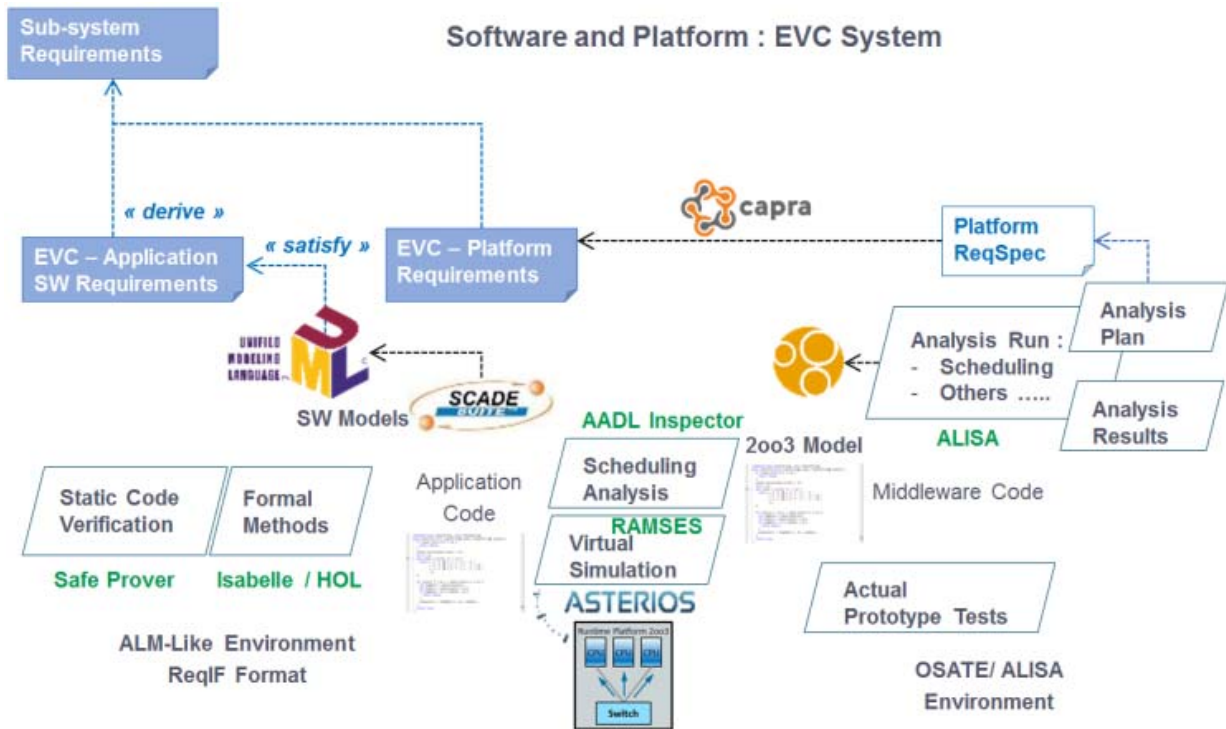 Sub-system
Requirements
Software and Platform : EVC System
« derive »
« satisfy »
capra
EVC – Application
SW Requirements
EVC – Platform
Requirements
Platform
ReqSpec
Analysis
Plan
UNIFIED
MODELING
LANGUAGE
UML
SW Models
SCADE
SUITE
Analysis Run :
- Scheduling
- Others …..
Analysis
Results
ALISA
AADL Inspector
2oo3 Model
Static Code
Verification
Formal
Methods
Application
Code
Scheduling
Analysis
Middleware Code
RAMSES
Virtual
Simulation
Safe Prover
Isabelle / HOL
ASTERIOS
Actual
Prototype Tests
Runtime Platform 2oo3
CPU CPU CPU
Switch
ALM-Like Environment
ReqIF Format
OSATE/ ALISA
Environment